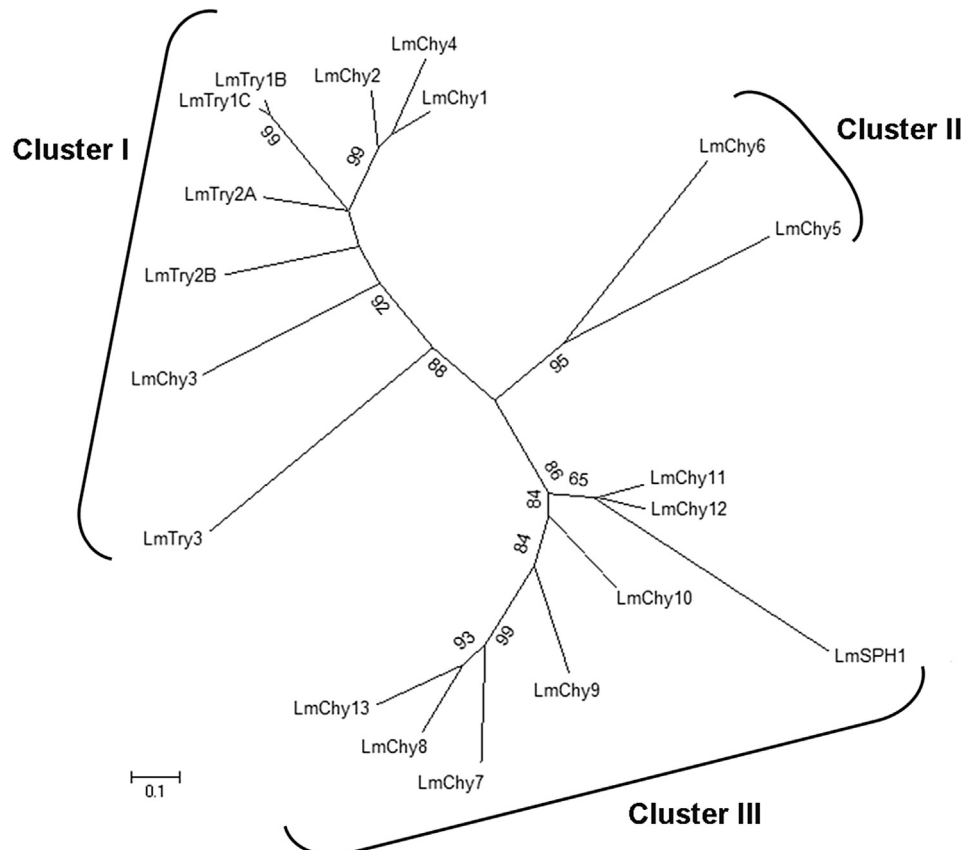 LmChy4
LmTry1B
LmChy2
LmTry1C
LmChy1
Cluster I
99
99
Cluster II
LmChy6
LmTry2A
LmChy5
LmTry2B
92
88
95
LmChy3
86
65
LmChy11
84
LmChy12
LmTry3
84
LmChy10
93
99
LmSPH1
LmChy9
LmChy13
LmChy8
LmChy7
0.1
Cluster III